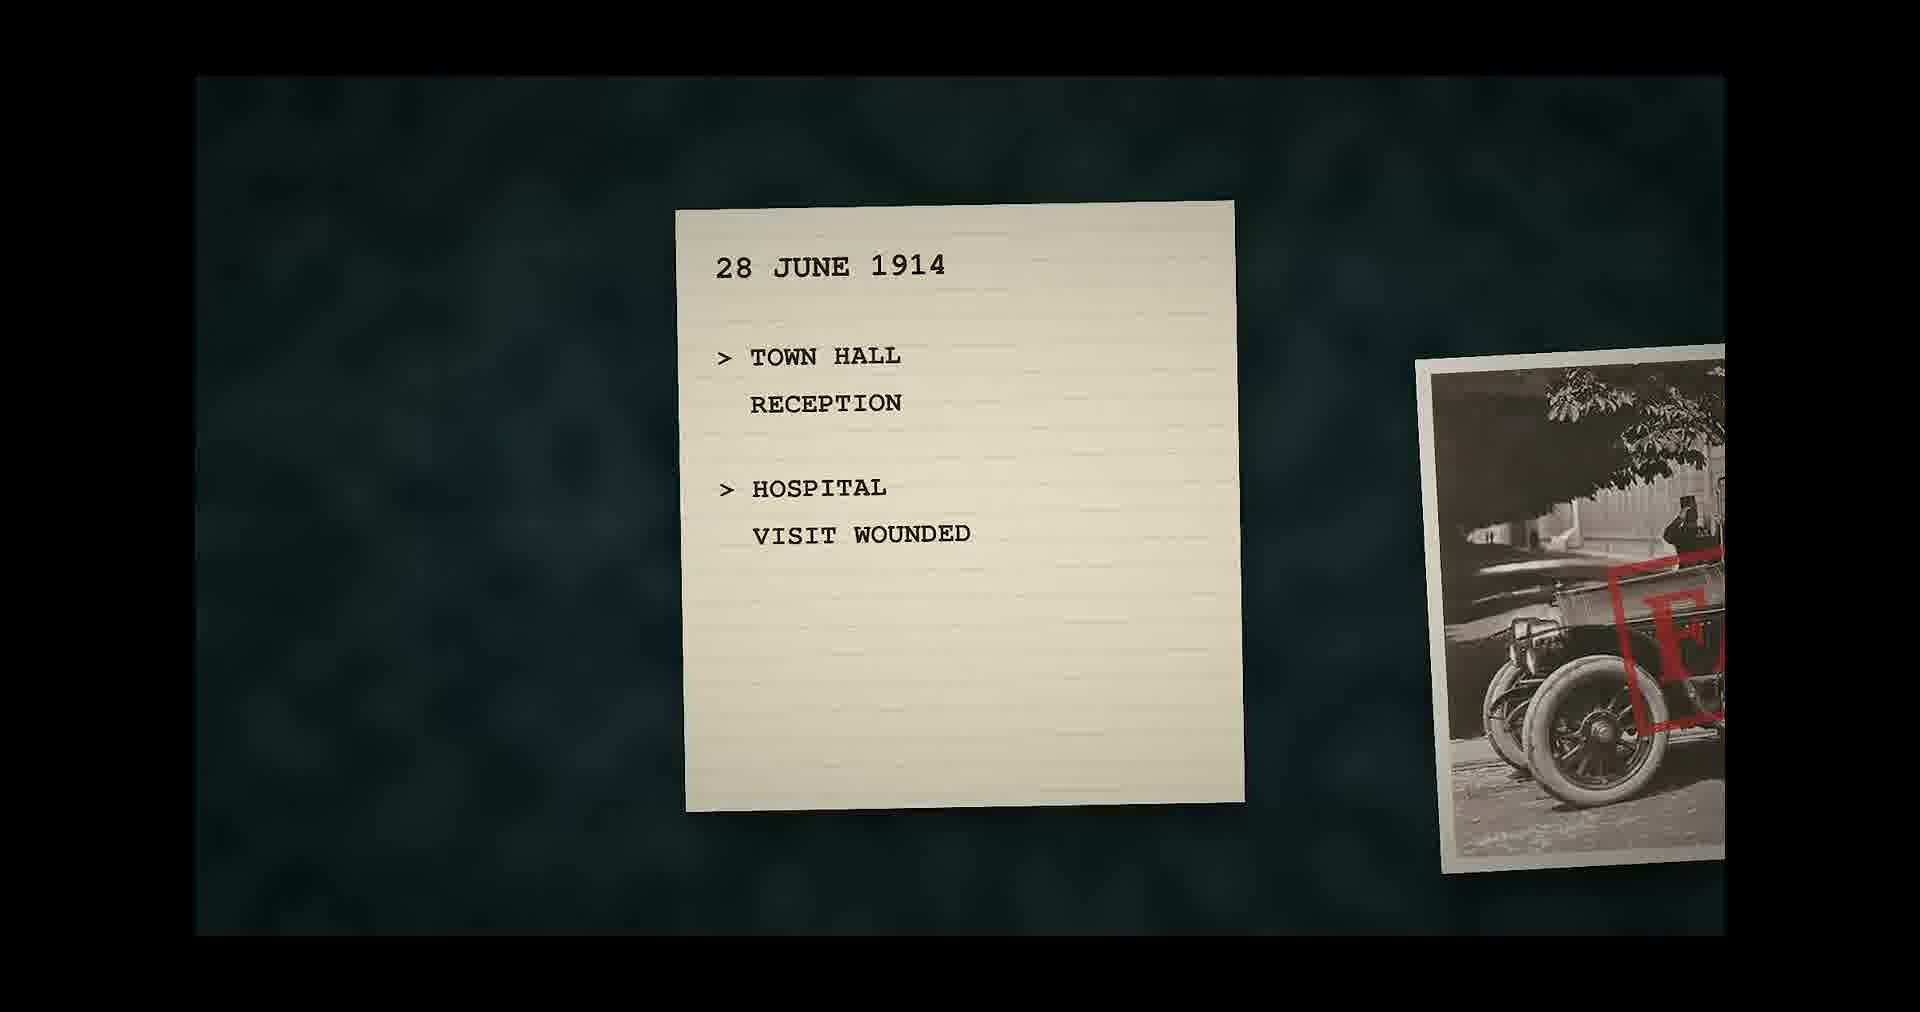 28 JUNE 1914
> TOWN HALL
RECEPTION
> HOSPITAL
VISIT WOUNDED
E